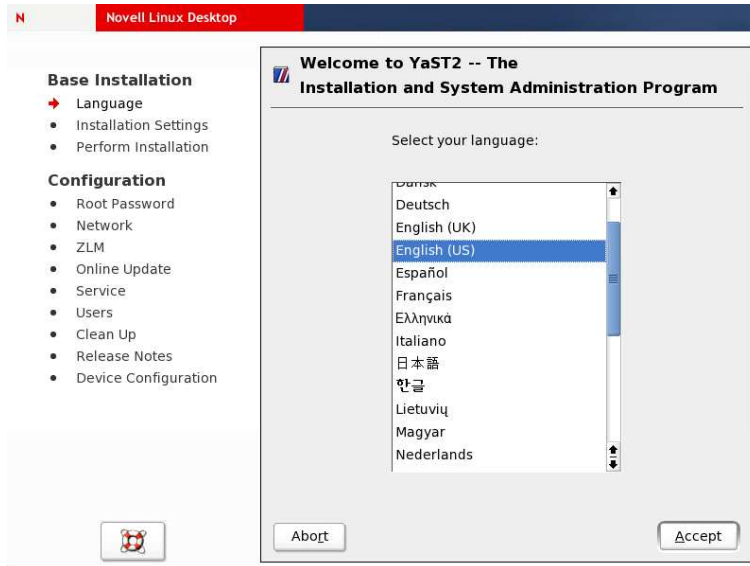 N
Novell Linux Desktop
Base Installation
Language
Installation Settings
Perform Installation
Configuration
Root Password
Network
ZLM
Online Update
Service
Users
Clean Up
Release Notes
Device Configuration
Welcome to YaST2 -- The
Installation and System Administration Program
Select your language:
Dansk
Deutsch
English (UK)
English (US)
Español
Français
Ελληνικά
Italiano
日本語
한글
Lietuvių
Magyar
Nederlands
Abort
Accept